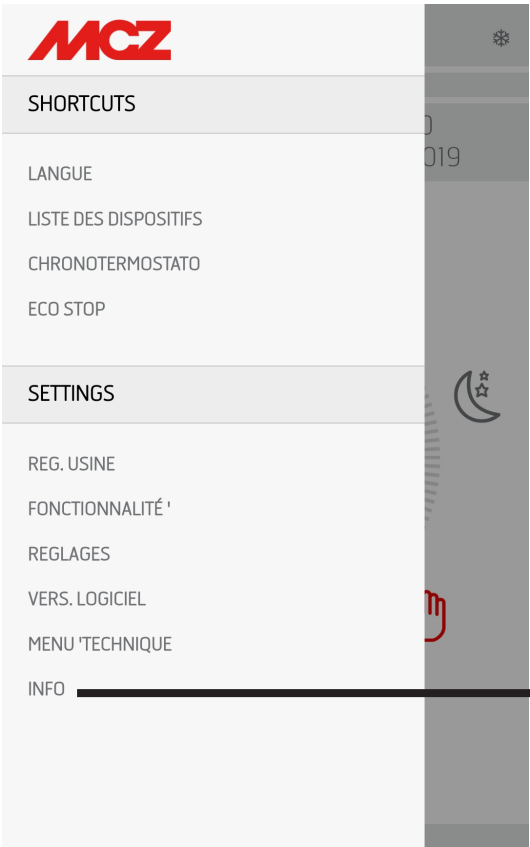 MCZ
SHORTCUTS
LANGUE
LISTE DES DISPOSITIFS
CHRONOTERMOSTATO
ECO STOP
SETTINGS
REG. USINE
FONCTIONNALITÉ '
REGLAGES
VERS. LOGICIEL
MENU 'TECHNIQUE
INFO
019